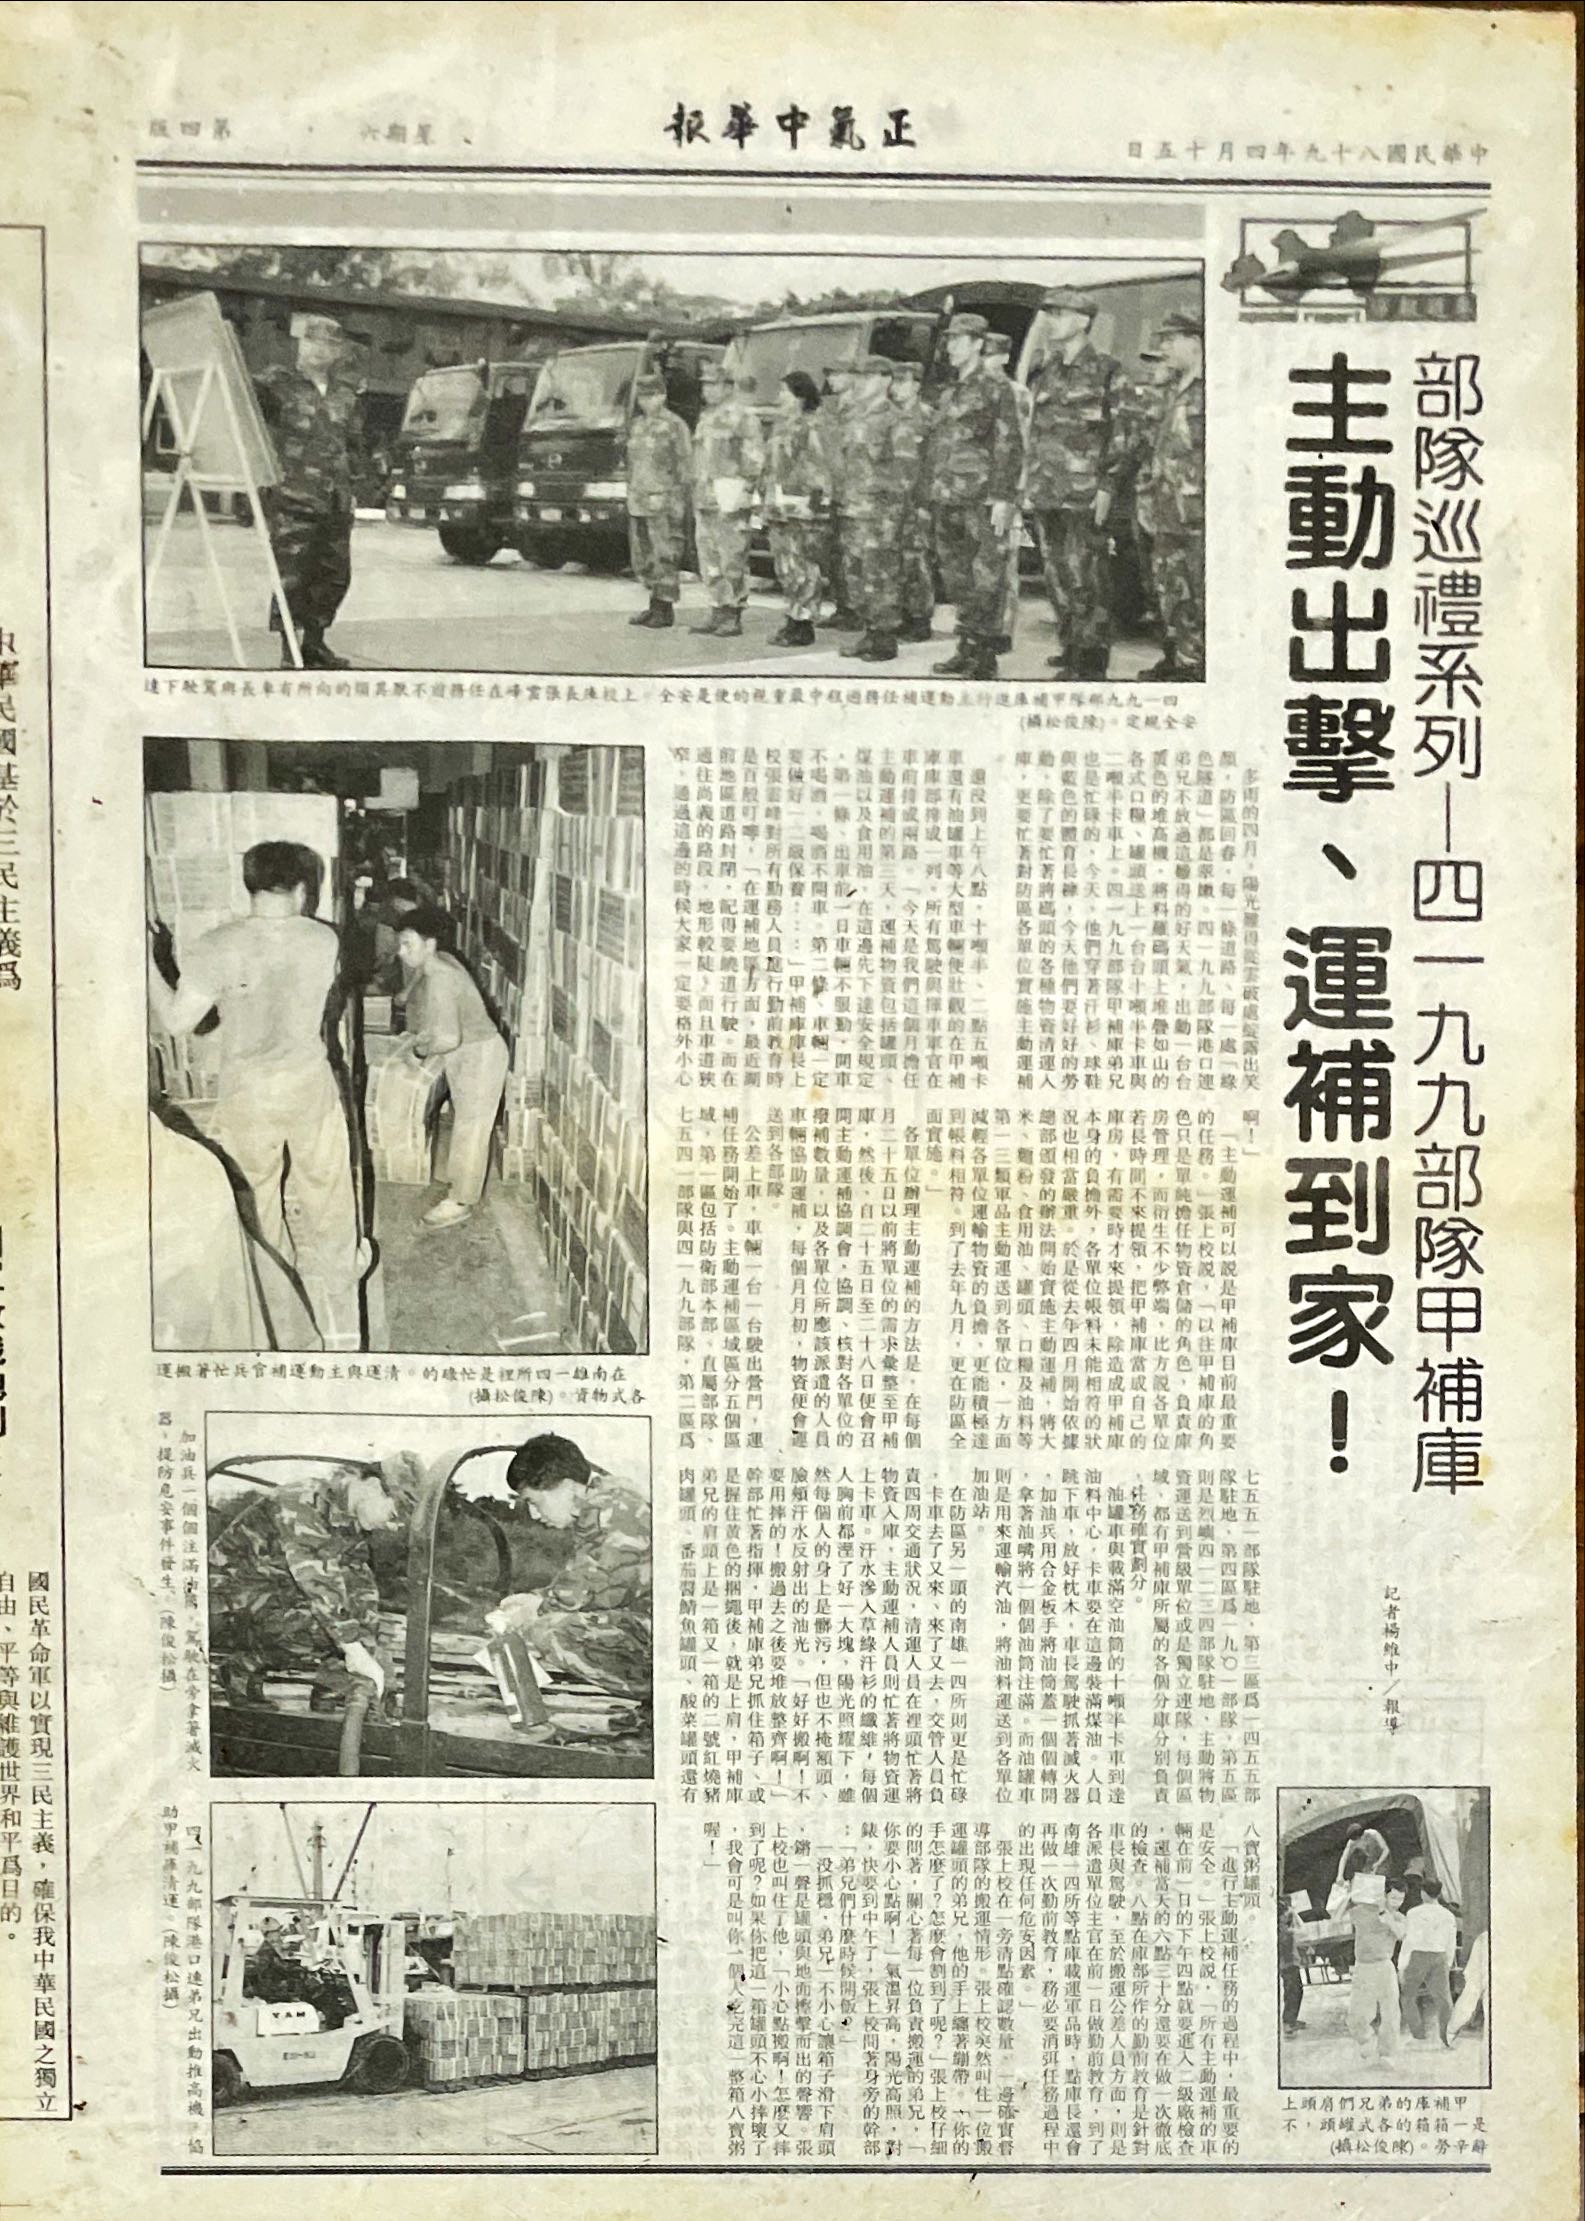 正氣中華報
中華民國八十九年四月十五日
星期六
第四版
special report
部隊巡禮系列—四一九九部隊甲補庫
主動出擊、運補到家！
記者楊維中／報導
四一九九部隊甲補庫進行主動運補任務過程中最重視的便是安全。上校庫長張雲峰在任務前不厭其煩的向所有車長與駕駛下達
安全規定。(陳俊松攝)
在南雄一四所裡是忙碌的。清運與主動運補官兵忙著搬運
各式物資。(陳俊松攝)
加油兵一個個注滿油筒，駕駛在旁拿著滅火
器，提防危安事件發生。(陳俊松攝)
四一九九部隊港口連弟兄出動推高機，協
助甲補庫清運。(陳俊松攝)
甲補庫的弟兄們肩頭上
是一箱箱的各式罐頭，不
辭辛勞。(陳俊松攝)
多雨的四月，陽光難得從雲破處綻露出笑
顏，防區回春，每一條道路、每一處「綠
色隧道」都是翠嫩。四一九九部隊港口連
弟兄不放過這難得的好天氣，出動一台台
黃色的堆高機，將料羅碼頭上堆疊如山的
各式口糧、罐頭送上一台台十噸半卡車與
二噸半卡車上。四一九九部隊甲補庫弟兄
也是忙碌的，今天，他們穿著汗衫、球鞋
與藍色的體育長褲，今天他們要好好的勞
動，除了要忙著將碼頭的各種物資清運入
庫，更要忙著對防區各單位實施主動運補
。
還沒到上午八點，十噸半、二點五噸卡
車還有油罐車等大型車輛便壯觀的在甲補
庫庫部排成一列，所有駕駛與押車軍官在
車前排成兩路。「今天是我們這個月擔任
主動運補的第三天，運補物資包括罐頭、
煤油以及食用油，在這邊先下達安全規定
，第一條、出車前一日車輛不服勤，開車
不喝酒，喝酒不開車。第二條、車輛一定
要做好一二級保養⋯⋯」甲補庫庫長上
校張雲峰對所有勤務人員進行勤前教育時
是百般叮嚀，「在運補地區方面，最近湖
前地區道路封閉，記得要繞道行駛。而在
通往尚義的路段，地形較陡，而且車道狹
窄，通過這邊的時候大家一定要格外小心
啊！」
「主動運補可以說是甲補庫目前最重要
的任務。」張上校說，「以往甲補庫的角
色只是單純擔任物資倉儲的角色，負責庫
房管理，而衍生不少弊端，比方說各單位
若長時間不來提領，把甲補庫當成自己的
庫房，有需要時才來提領，除造成甲補庫
本身的負擔外，各單位帳料未能相符的狀
況也相當嚴重。於是從去年四月開始依據
總部頒發的辦法開始實施主動運補，將大
米、麵粉、食用油、罐頭、口糧及油料等
第一三類軍品主動運送到各單位，一方面
減輕各單位運輸物資的負擔，更能積極達
到帳料相符。到了去年九月，更在防區全
面實施。」
各單位辦理主動運補的方法是，在每個
月二十五日以前將單位的需求彙整至甲補
庫，然後，自二十五日至二十八日便會召
開主動運補協調會，協調、核對各單位的
撥補數量，以及各單位所應該派遣的人員
車輛協助運補，每個月月初，物資便會運
送到各部隊。
公差上車，車輛一台一台駛出營門，運
補任務開始了。主動運補區域區分五個區
域，第一區包括防衛部本部、直屬部隊、
七五四一部隊與四一九九部隊，第二區為
七五五一部隊駐地，第三區為一四五五部
隊駐地，第四區為一九〇一部隊，第五區
則是烈嶼四一二三四部隊駐地，主動將物
資運送到營級單位或是獨立連隊，每個區
域，都有甲補庫所屬的各個分庫分別負責
，任務確實劃分。
油罐車與載滿空油筒的十噸半卡車到達
油料中心，卡車要在這邊裝滿煤油。人員
跳下車，放好枕木，車長駕駛抓著滅火器
，加油兵用合金板手將油筒蓋一個個轉開
，拿著油嘴將一個個油筒注滿。而油罐車
則是用來運輸汽油，將油料運送到各單位
加油站。
在防區另一頭的南雄一四所則更是忙碌
，卡車去了又來、來了又去，交管人員負
責四周交通狀況，清運人員在裡頭忙著將
物資入庫，主動運補人員則忙著將物資運
上卡車。汗水滲入草綠汗衫的纖維，每個
人胸前都溼了好一大塊，陽光照耀下，雖
然每個人的身上是髒污，但也不掩額頭、
臉頰汗水反射出的油光。「好好搬啊！不
要用摔的！搬過去之後要堆放整齊啊！」
幹部忙著指揮，甲補庫弟兄抓住箱子、或
是握住黃色的捆繩後，就是上肩，甲補庫
弟兄的肩頭上是一箱又一箱的二號紅燒豬
肉罐頭、番茄醬鯖魚罐頭、酸菜罐頭還有
八寶粥罐頭。
「進行主動運補任務的過程中，最重要的
是安全。」張上校說，「所有主動運補的車
輛在前一日的下午四點就要進入二級廠檢查
，運補當天的六點三十分還要在做一次徹底
的檢查。八點在庫部所作的勤前教育是針對
車長與駕駛，至於搬運公差人員方面，則是
各派遣單位主官在前一日做勤前教育，到了
南雄一四所等點庫載運軍品時，點庫長還會
再做一次勤前教育，務必要消弭任務過程中
的出現任何危安因素。」
張上校在一旁清點確認數量，一邊確實督
導部隊的搬運情形。張上校突然叫住一位搬
運罐頭的弟兄，他的手上纏著繃帶。「你的
手怎麼了？怎麼會割到了呢？」張上校仔細
的問著，關心著每一位負責搬運的弟兄，「
你要小心點啊！」氣溫昇高，陽光高照，對
錶，快要到中午了，張上校問著身旁的幹部
：「弟兄們什麼時候開飯？」
一沒抓穩，弟兄一不小心讓箱子滑下肩頭
，鏘一聲是罐頭與地面擦擊而出的聲響。張
上校也叫住了他，「小心點搬啊！怎麼又摔
到了呢？如果你把這一箱罐頭不小心摔壞了
，我會可是叫你一個人吃完這一整箱八寶粥
喔！」
國民革命軍以實現三民主義，確保我中華民國之獨立
自由、平等與維護世界和平為目的。
中華民國基於三民主義為